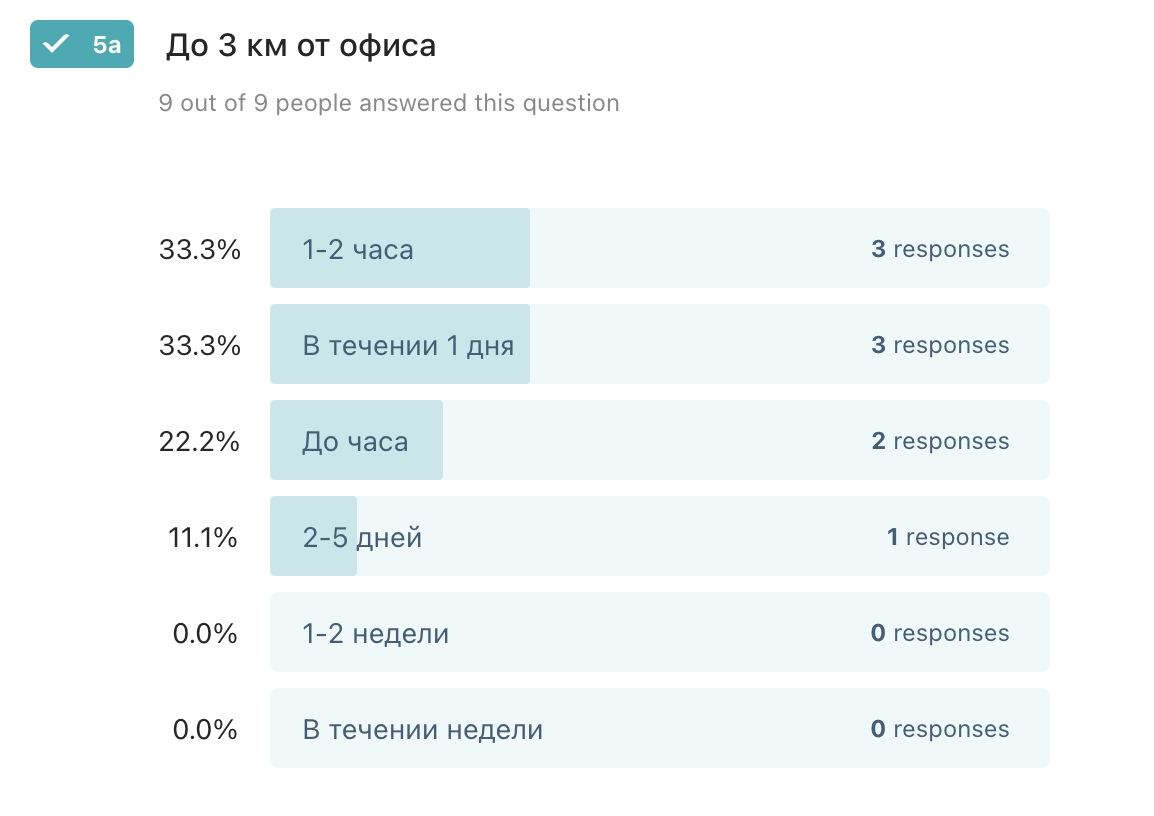 5a До 3 км от офиса
9 out of 9 people answered this question
33.3% 1-2 часа 3 responses
33.3% В течении 1 дня 3 responses
22.2% До часа 2 responses
11.1% 2-5 дней 1 response
0.0% 1-2 недели 0 responses
0.0% В течении недели 0 responses